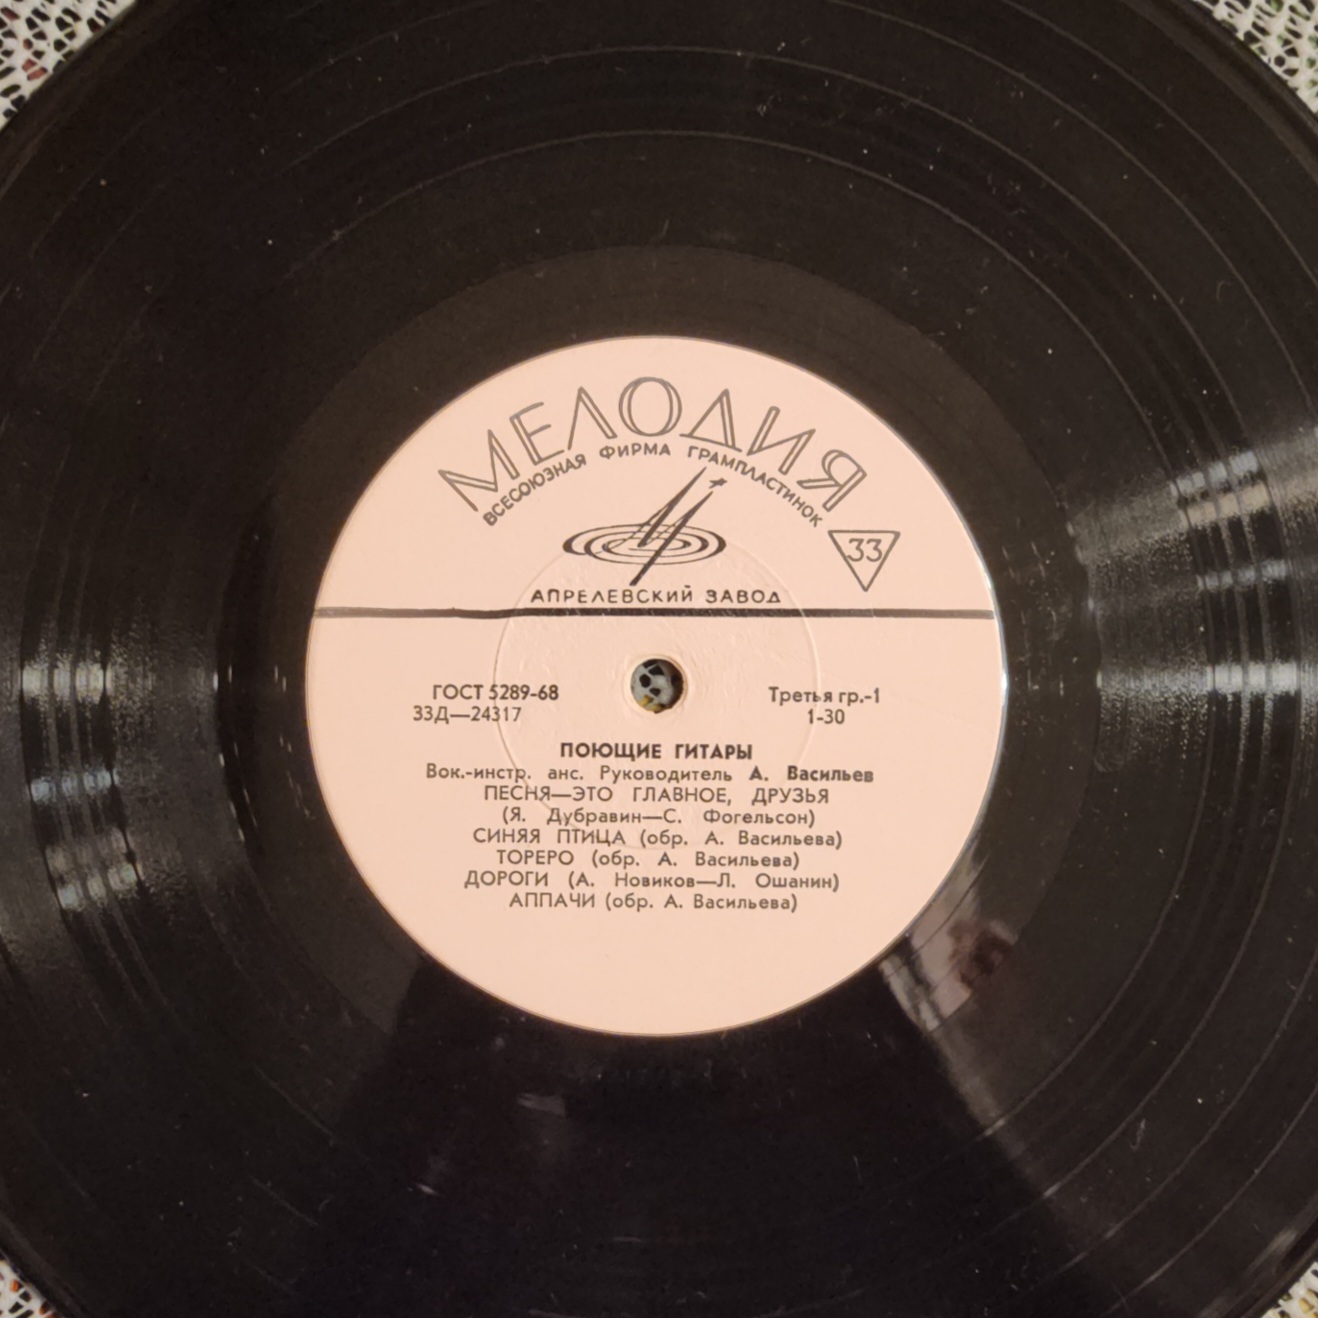 МЕЛОДИЯ
ВСЕСОЮЗНАЯ ФИРМА ГРАМПЛАСТИНОК
33
АПРЕЛЕВСКИЙ ЗАВОД
ГОСТ 5289-68
33Д—24317
Третья гр.-1
1-30
ПОЮЩИЕ ГИТАРЫ
Вок.-инстр. анс. Руководитель А. Васильев
ПЕСНЯ—ЭТО ГЛАВНОЕ, ДРУЗЬЯ
(Я. Дубравин—С. Фогельсон)
СИНЯЯ ПТИЦА (обр. А. Васильева)
ТОРЕРО (обр. А. Васильева)
ДОРОГИ (А. Новиков—Л. Ошанин)
АППАЧИ (обр. А. Васильева)